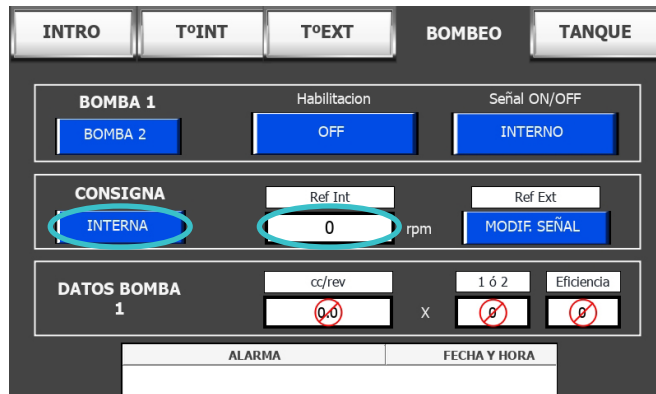 INTRO TºINT TºEXT BOMBEO TANQUE
BOMBA 1 Habilitacion Señal ON/OFF
BOMBA 2 OFF INTERNO
CONSIGNA Ref Int Ref Ext
INTERNA 0 rpm MODIF. SEÑAL
DATOS BOMBA 1 cc/rev 1 ó 2 Eficiencia
0.0 X 0 0
ALARMA FECHA Y HORA